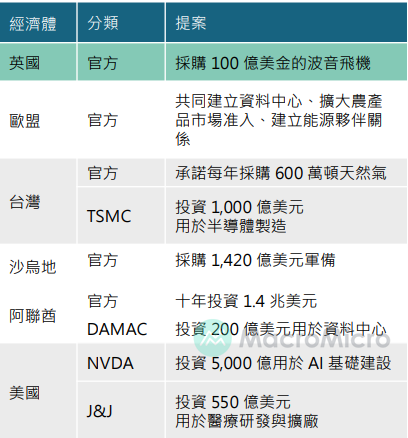 經濟體 分類 提案
英國 官方 採購 100 億美金的波音飛機
歐盟 官方 共同建立資料中心、擴大農產
品市場准入、建立能源夥伴關
係
台灣 官方 承諾每年採購 600 萬頓天然氣
TSMC 投資 1,000 億美元
用於半導體製造
沙烏地 官方 採購 1,420 億美元軍備
阿聯酋 官方 十年投資 1.4 兆美元
DAMAC 投資 200 億美元用於資料中心
MacroMicro
美國 NVDA 投資 5,000 億用於 AI 基礎建設
J&J 投資 550 億美元
用於醫療研發與擴廠